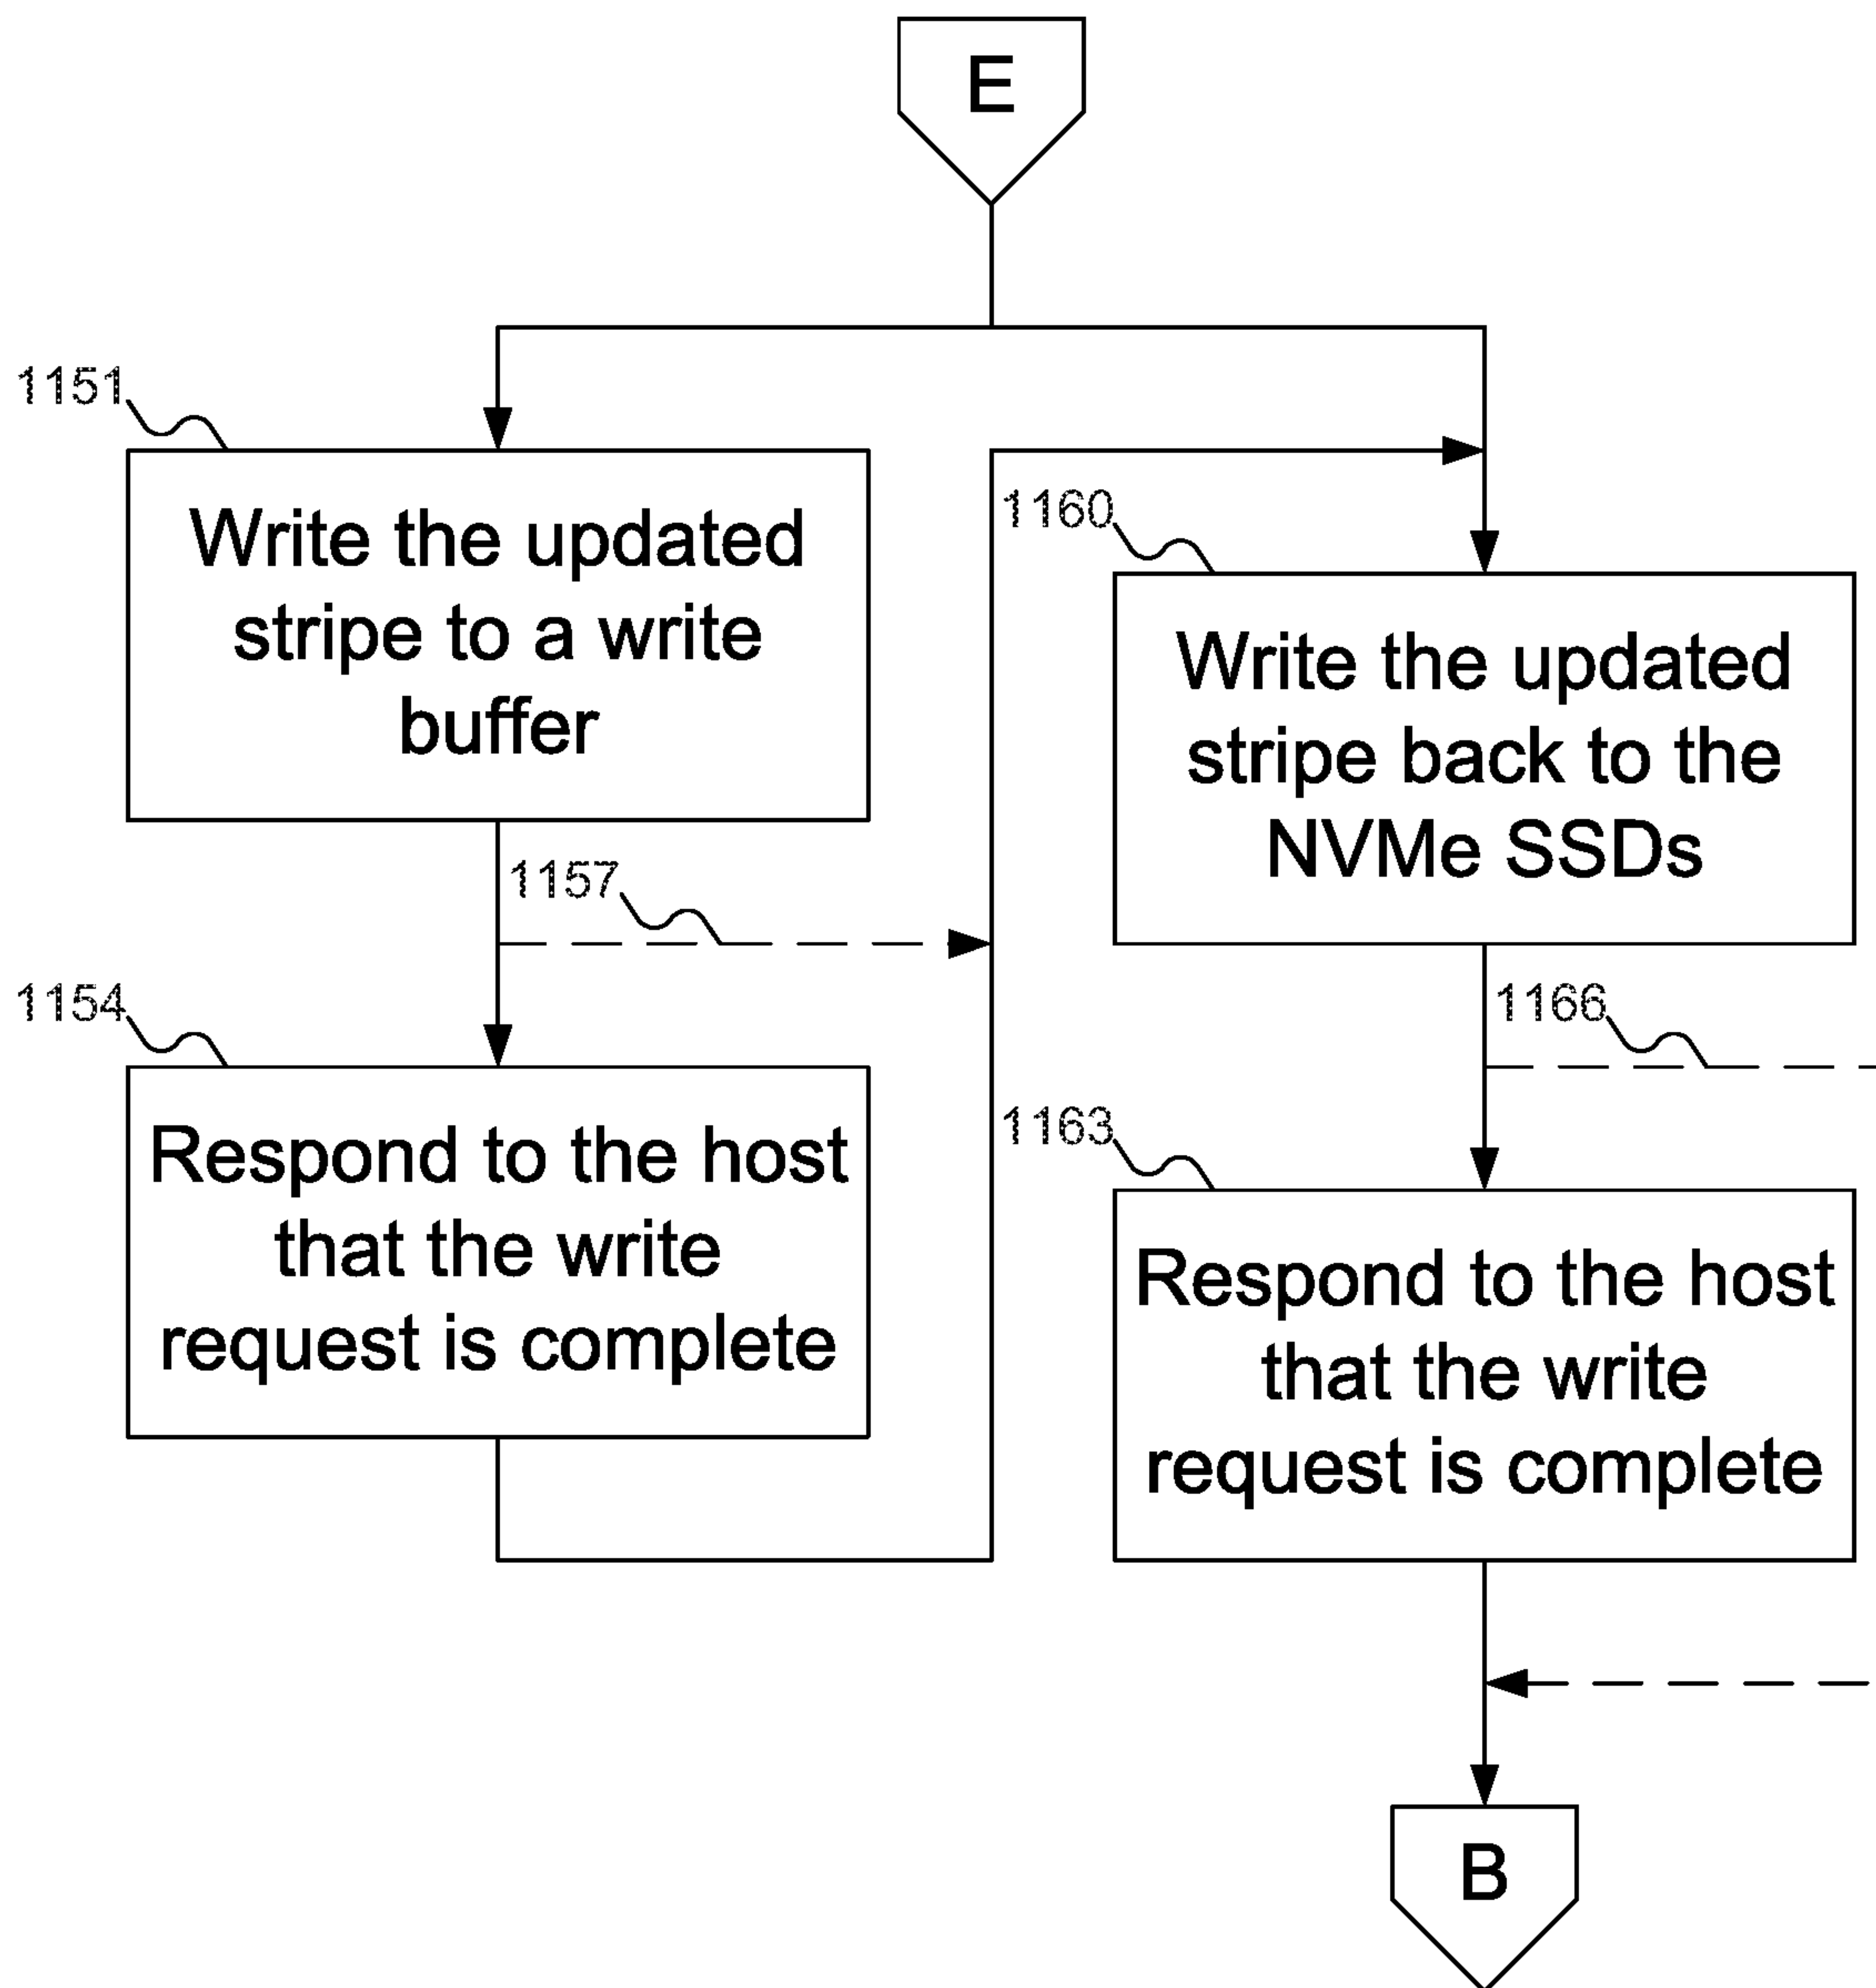 E
1151
Write the updated
stripe to a write
buffer
1157
1154
Respond to the host
that the write
request is complete
1160
Write the updated
stripe back to the
NVMe SSDs
1166
1163
Respond to the host
that the write
request is complete
B